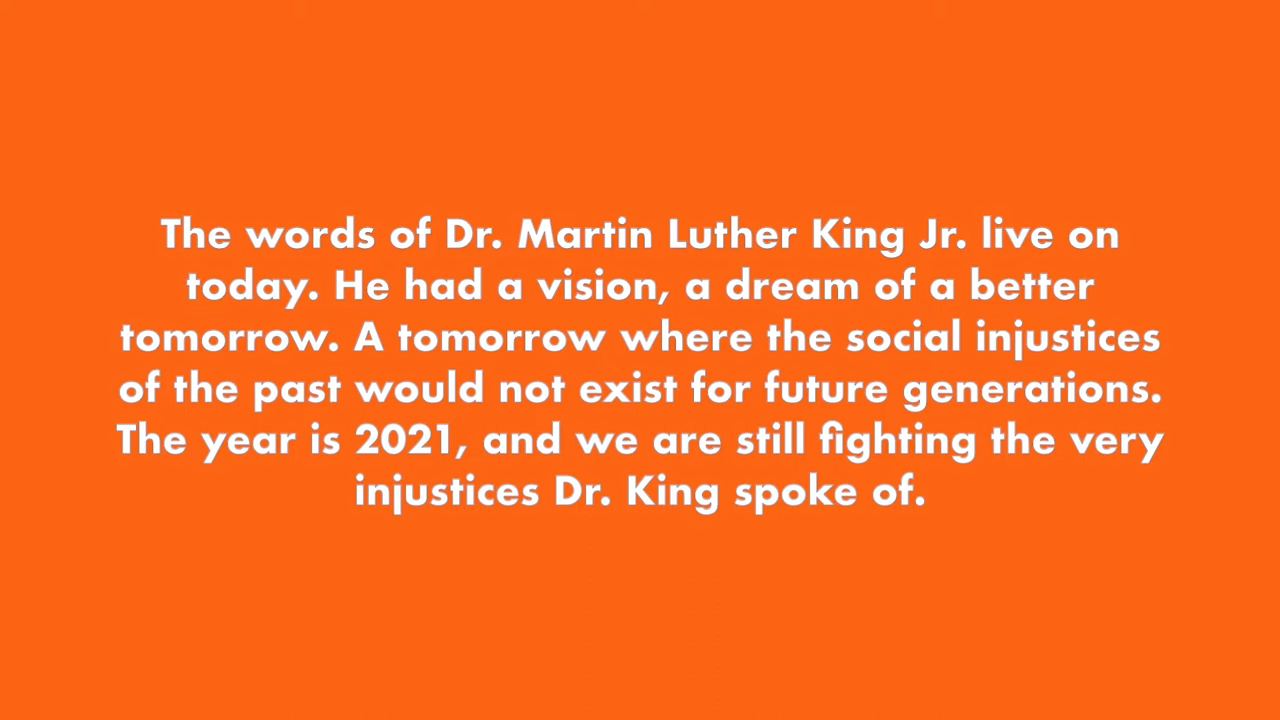 The words of Dr. Martin Luther King Jr. live on
today. He had a vision, a dream of a better
tomorrow. A tomorrow where the social injustices
of the past would not exist for future generations.
The year is 2021, and we are still fighting the very
injustices Dr. King spoke of.